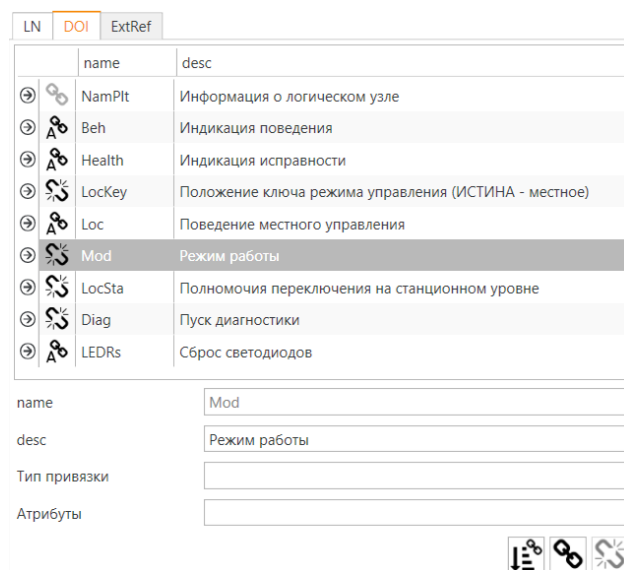 LN DOI ExtRef
name desc
NamPlt Информация о логическом узле
A Beh Индикация поведения
A Health Индикация исправности
LocKey Положение ключа режима управления (ИСТИНА - местное)
A Loc Поведение местного управления
Mod Режим работы
LocSta Полномочия переключения на станционном уровне
Diag Пуск диагностики
A LEDRs Сброс светодиодов
name Mod
desc Режим работы
Тип привязки
Атрибуты